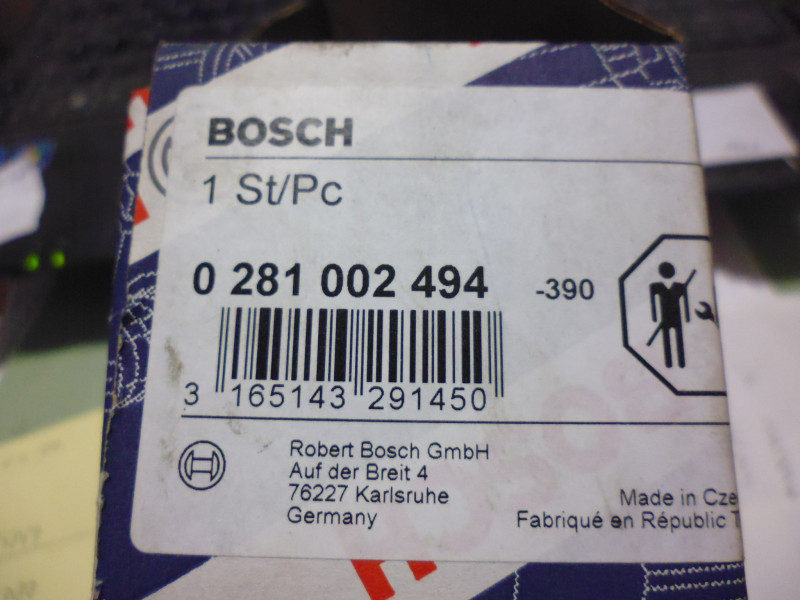 BOSCH
1 St/Pc
0 281 002 494 -390
3 165143 291450
Robert Bosch GmbH
Auf der Breit 4
76227 Karlsruhe
Germany
Made in Cze
Fabriqué en Républic T